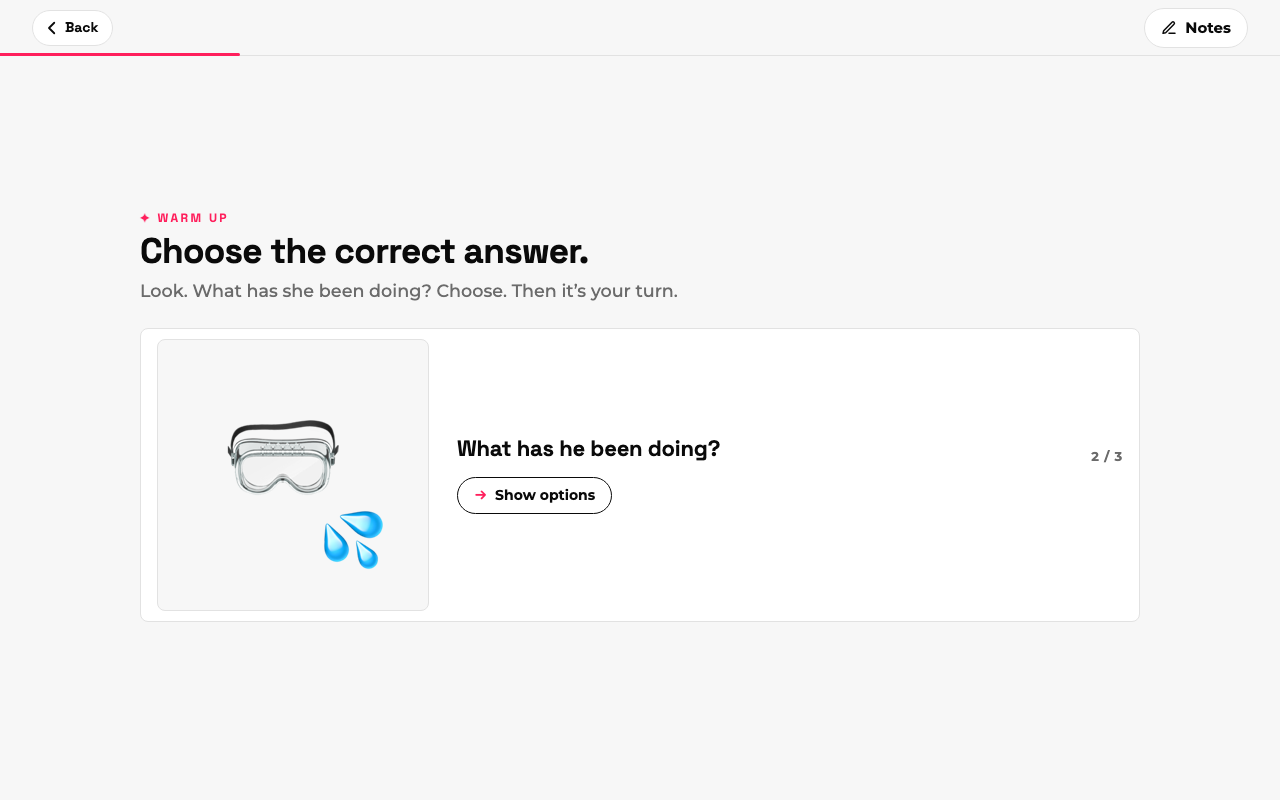 Back
Notes
✦ WARM UP
Choose the correct answer.
Look. What has she been doing? Choose. Then it’s your turn.
What has he been doing?
2 / 3
→ Show options